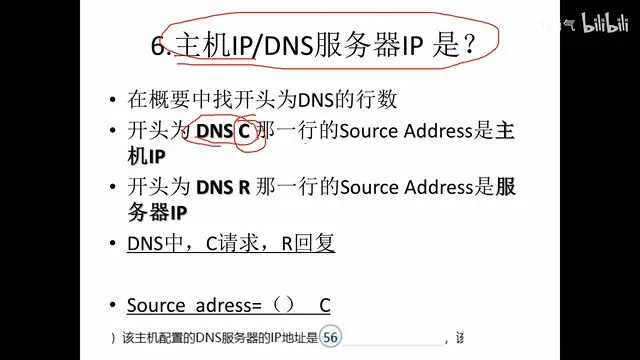 气 bilibili
6.主机IP/DNS服务器IP 是?
• 在概要中找开头为DNS的行数
• 开头为 DNS C 那一行的Source Address是主
机IP
• 开头为 DNS R 那一行的Source Address是服
务器IP
• DNS中，C请求，R回复
• Source adress=（） C
）该主机配置的DNS服务器的IP地址是 56 ，该